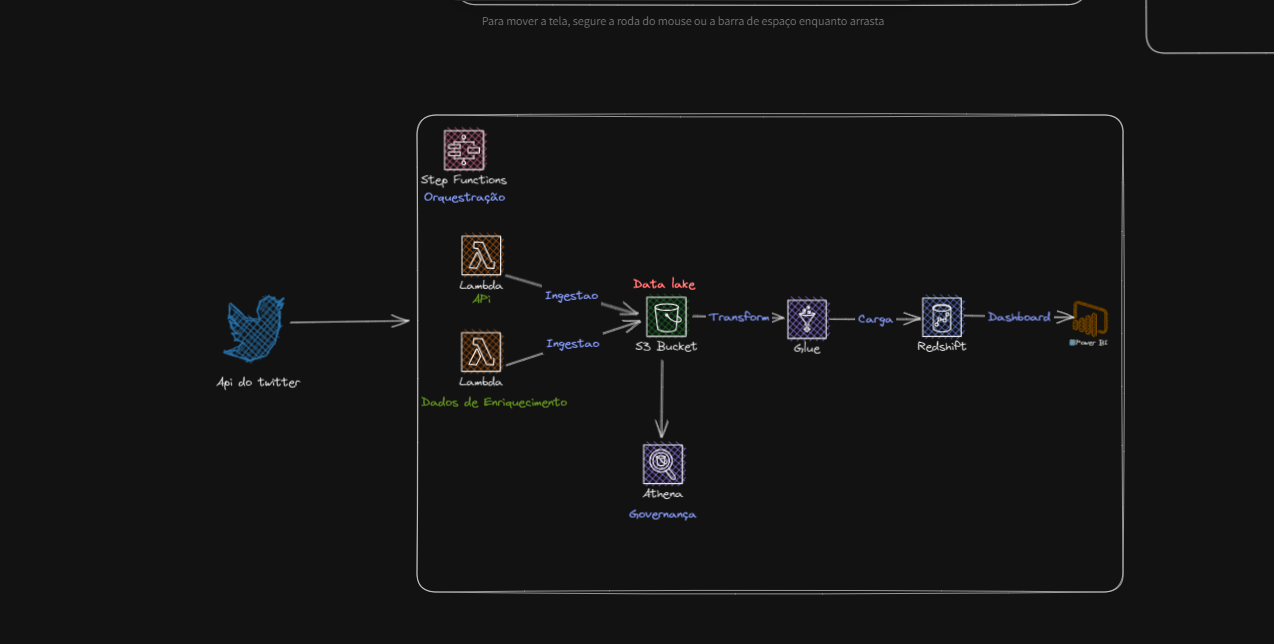 Para mover a tela, segure a roda do mouse ou a barra de espaço enquanto arrasta
Step Functions
Orquestração
Lambda
APi
Ingestao
Data lake
Api do twitter
Lambda
Dados de Enriquecimento
Ingestao
S3 Bucket
Transform
Glue
Carga
Redshift
Dashboard
Power BI
Athena
Governança